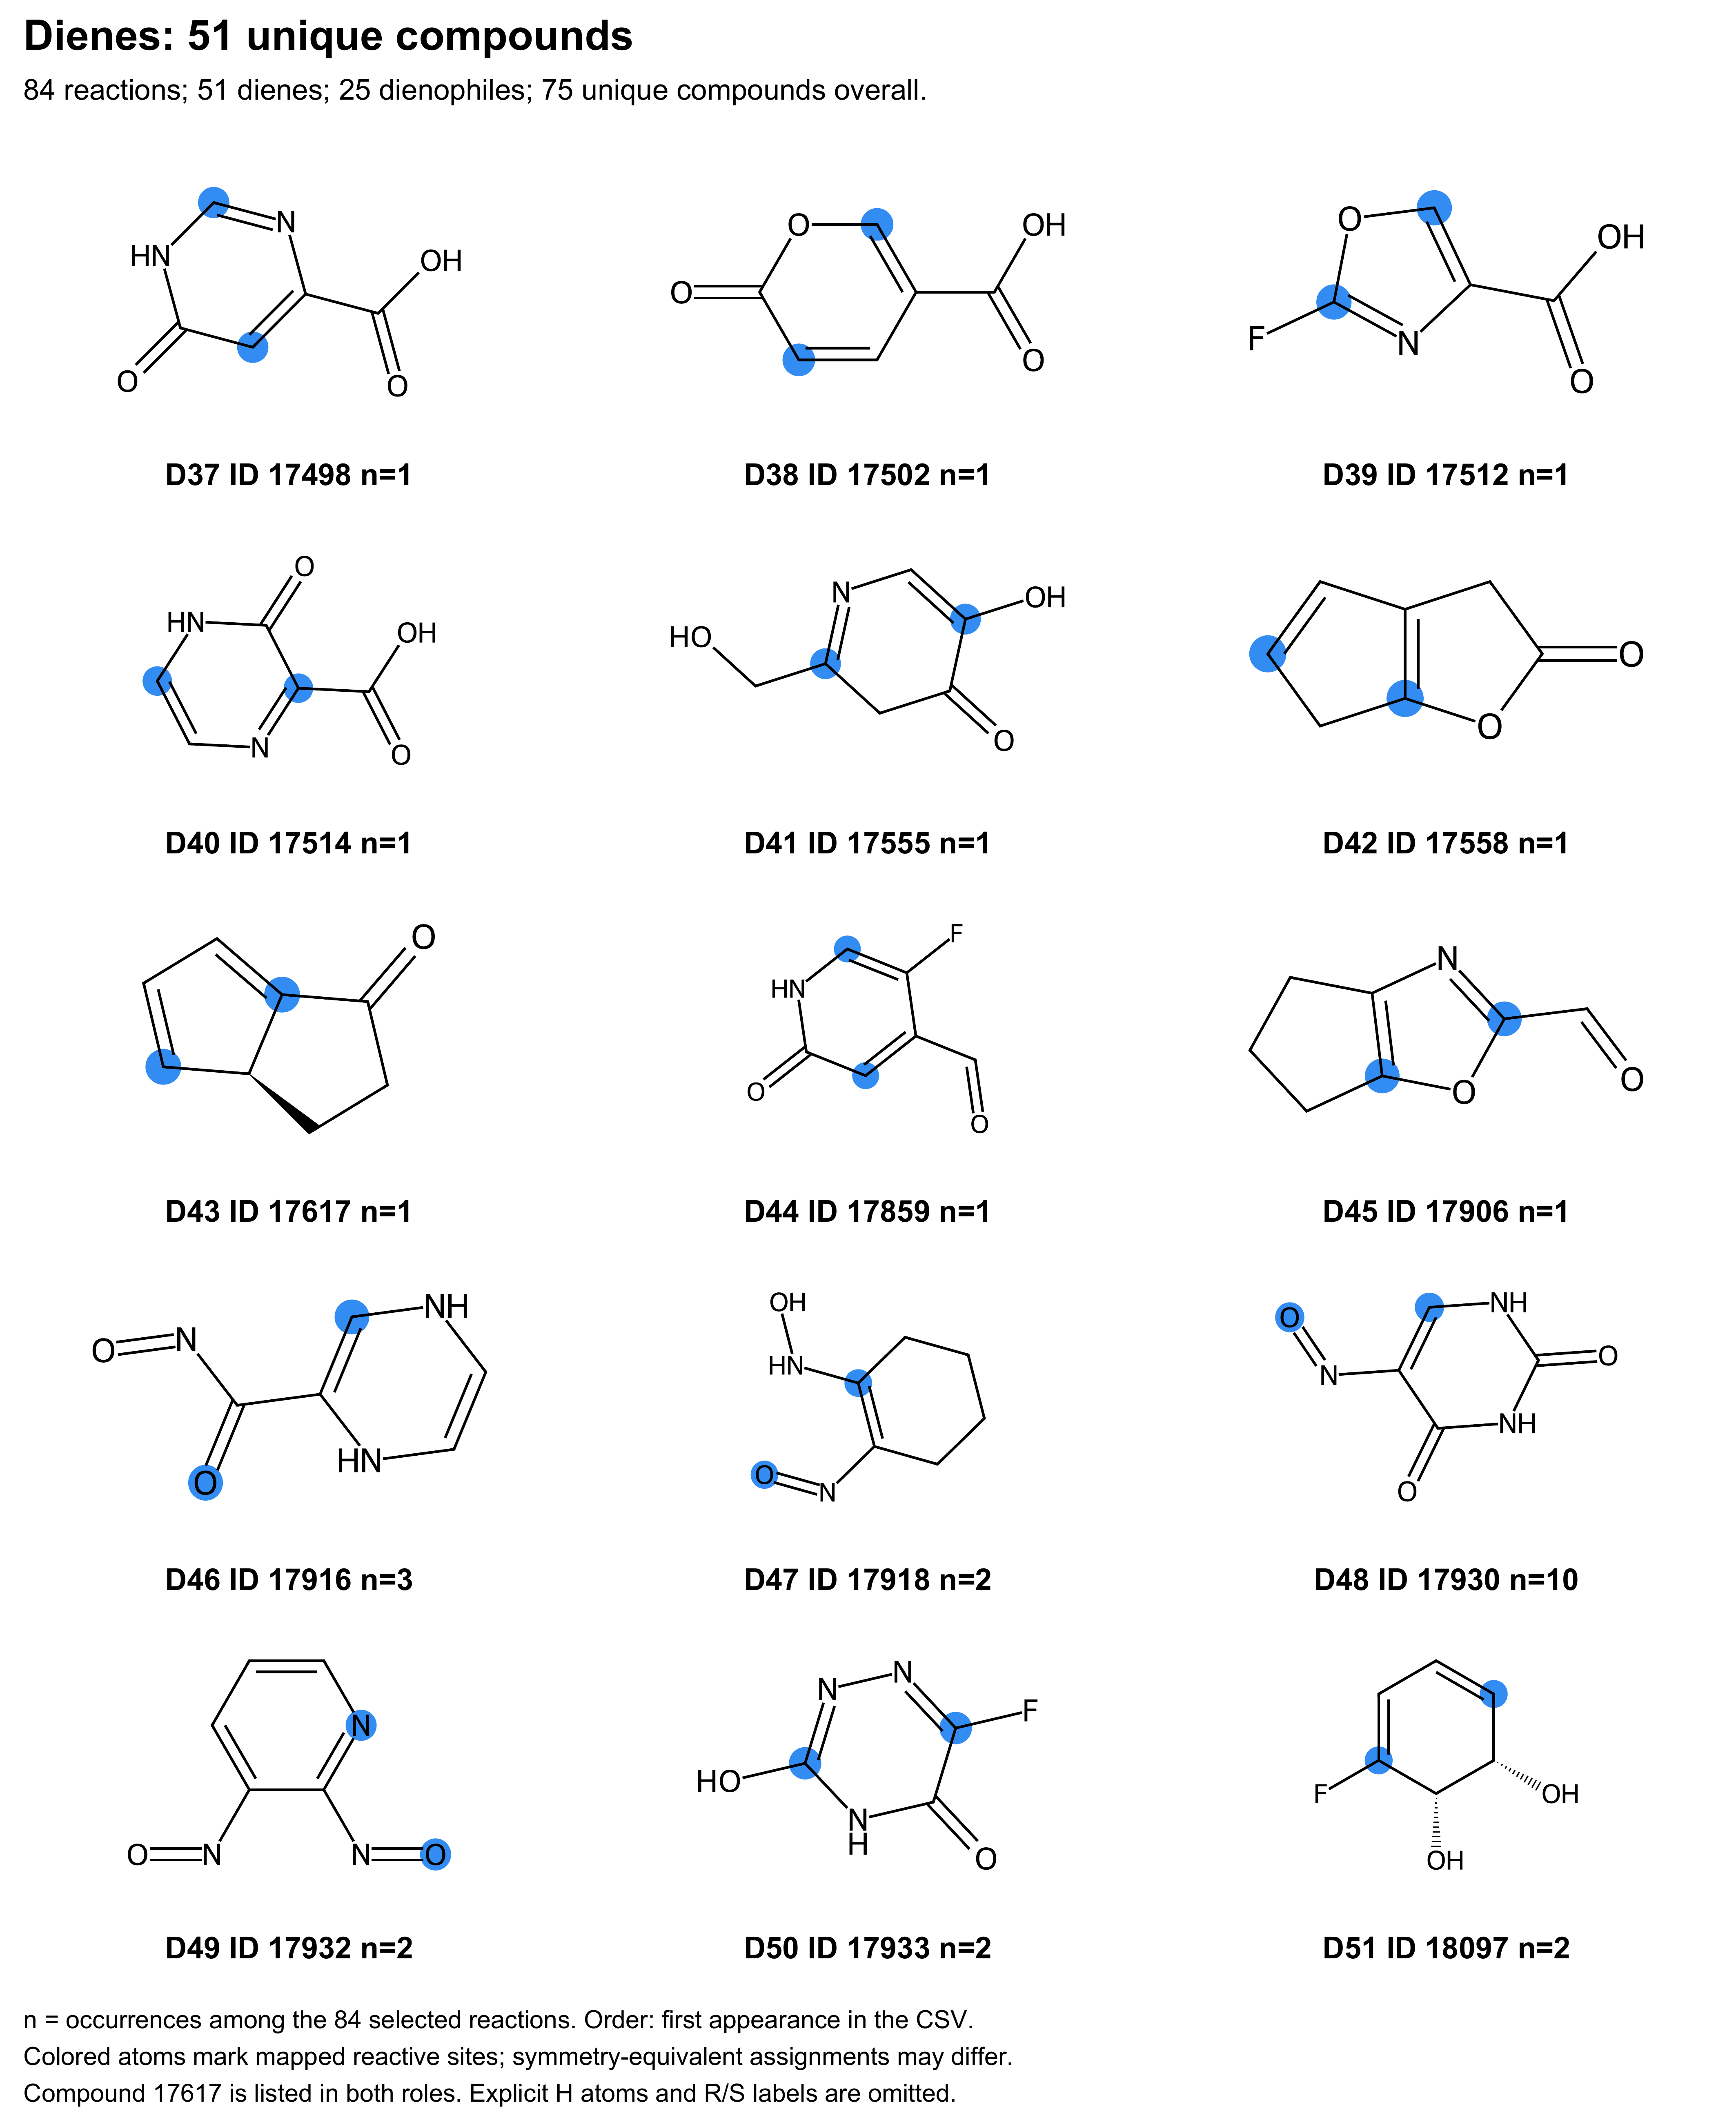 Dienes: 51 unique compounds
84 reactions; 51 dienes; 25 dienophiles; 75 unique compounds overall.
N
HN
OH
O
O
D37 ID 17498 n=1
O
OH
O
O
D38 ID 17502 n=1
O
OH
F
N
O
D39 ID 17512 n=1
O
HN
OH
N
O
D40 ID 17514 n=1
N
OH
HO
O
D41 ID 17555 n=1
O
O
D42 ID 17558 n=1
O
D43 ID 17617 n=1
F
HN
O
O
D44 ID 17859 n=1
N
O
O
D45 ID 17906 n=1
NH
N
O
HN
O
D46 ID 17916 n=3
OH
HN
O
N
D47 ID 17918 n=2
NH
O
O
N
NH
O
D48 ID 17930 n=10
N
O
N
N
O
D49 ID 17932 n=2
N
N
F
HO
N
H
O
D50 ID 17933 n=2
F
OH
OH
D51 ID 18097 n=2
n = occurrences among the 84 selected reactions. Order: first appearance in the CSV.
Colored atoms mark mapped reactive sites; symmetry-equivalent assignments may differ.
Compound 17617 is listed in both roles. Explicit H atoms and R/S labels are omitted.